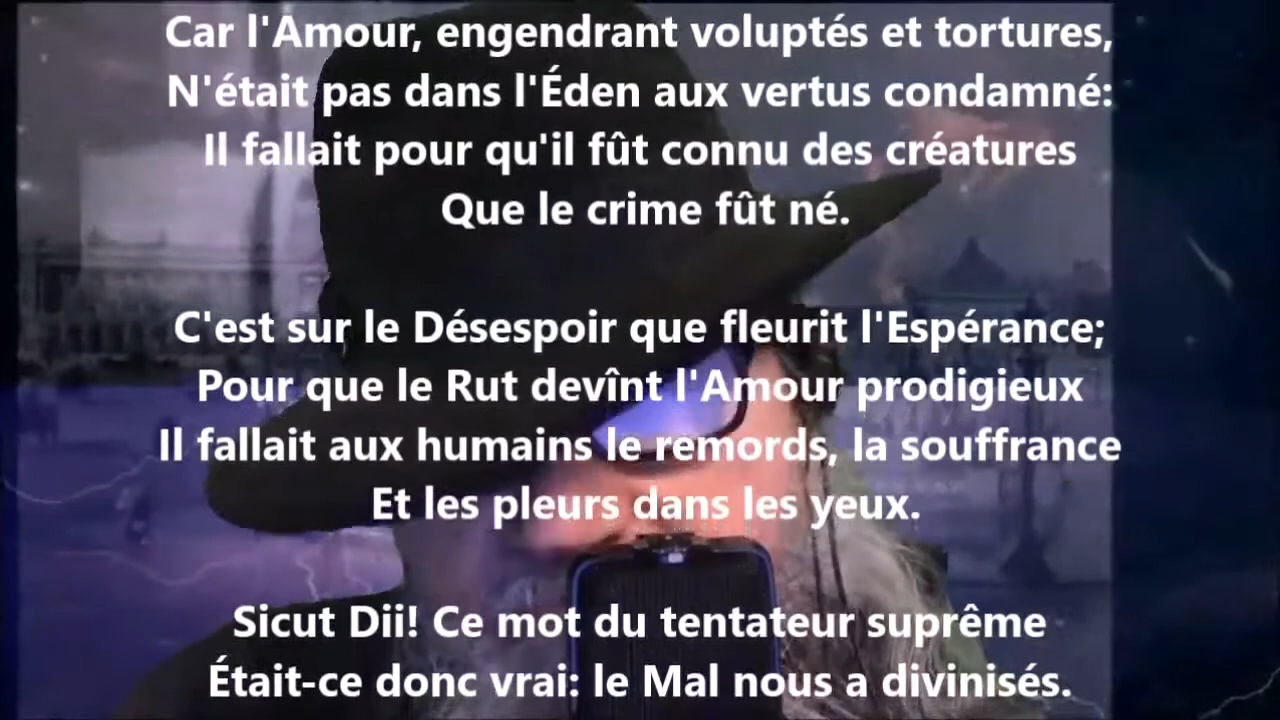 Car l'Amour, engendrant voluptés et tortures,
N'était pas dans l'Éden aux vertus condamné:
Il fallait pour qu'il fût connu des créatures
Que le crime fût né.
C'est sur le Désespoir que fleurit l'Espérance;
Pour que le Rut devînt l'Amour prodigieux
Il fallait aux humains le remords, la souffrance
Et les pleurs dans les yeux.
Sicut Dii! Ce mot du tentateur suprême
Était-ce donc vrai: le Mal nous a divinisés.